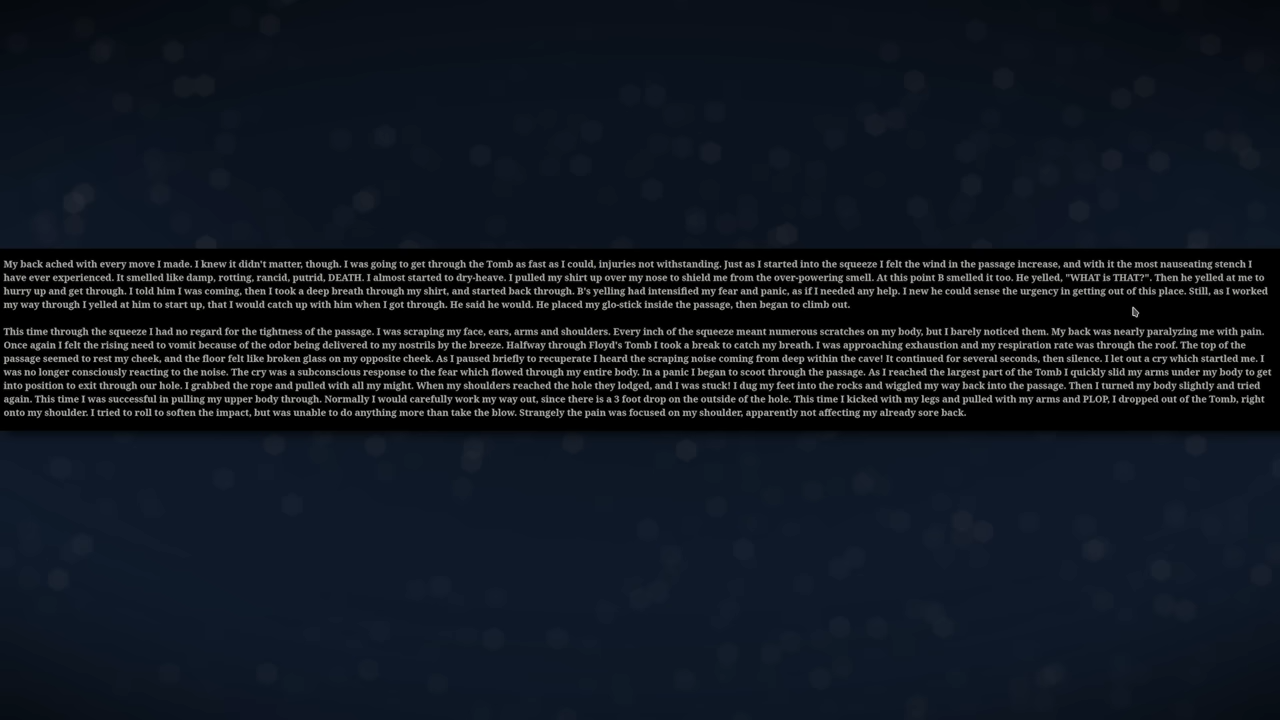 My back ached with every move I made. I knew it didn't matter, though. I was going to get through the Tomb as fast as I could, injuries not withstanding. Just as I started into the squeeze I felt the wind in the passage increase, and with it the most nauseating stench I
have ever experienced. It smelled like damp, rotting, rancid, putrid, DEATH. I almost started to dry-heave. I pulled my shirt up over my nose to shield me from the over-powering smell. At this point B smelled it too. He yelled, "WHAT is THAT?". Then he yelled at me to
hurry up and get through. I told him I was coming, then I took a deep breath through my shirt, and started back through. B's yelling had intensified my fear and panic, as if I needed any help. I new he could sense the urgency in getting out of this place. Still, as I worked
my way through I yelled at him to start up, that I would catch up with him when I got through. He said he would. He placed my glo-stick inside the passage, then began to climb out.
This time through the squeeze I had no regard for the tightness of the passage. I was scraping my face, ears, arms and shoulders. Every inch of the squeeze meant numerous scratches on my body, but I barely noticed them. My back was nearly paralyzing me with pain.
Once again I felt the rising need to vomit because of the odor being delivered to my nostrils by the breeze. Halfway through Floyd's Tomb I took a break to catch my breath. I was approaching exhaustion and my respiration rate was through the roof. The top of the
passage seemed to rest my cheek, and the floor felt like broken glass on my opposite cheek. As I paused briefly to recuperate I heard the scraping noise coming from deep within the cave! It continued for several seconds, then silence. I let out a cry which startled me. I
was no longer consciously reacting to the noise. The cry was a subconscious response to the fear which flowed through my entire body. In a panic I began to scoot through the passage. As I reached the largest part of the Tomb I quickly slid my arms under my body to get
into position to exit through our hole. I grabbed the rope and pulled with all my might. When my shoulders reached the hole they lodged, and I was stuck! I dug my feet into the rocks and wiggled my way back into the passage. Then I turned my body slightly and tried
again. This time I was successful in pulling my upper body through. Normally I would carefully work my way out, since there is a 3 foot drop on the outside of the hole. This time I kicked with my legs and pulled with my arms and PLOP, I dropped out of the Tomb, right
onto my shoulder. I tried to roll to soften the impact, but was unable to do anything more than take the blow. Strangely the pain was focused on my shoulder, apparently not affecting my already sore back.